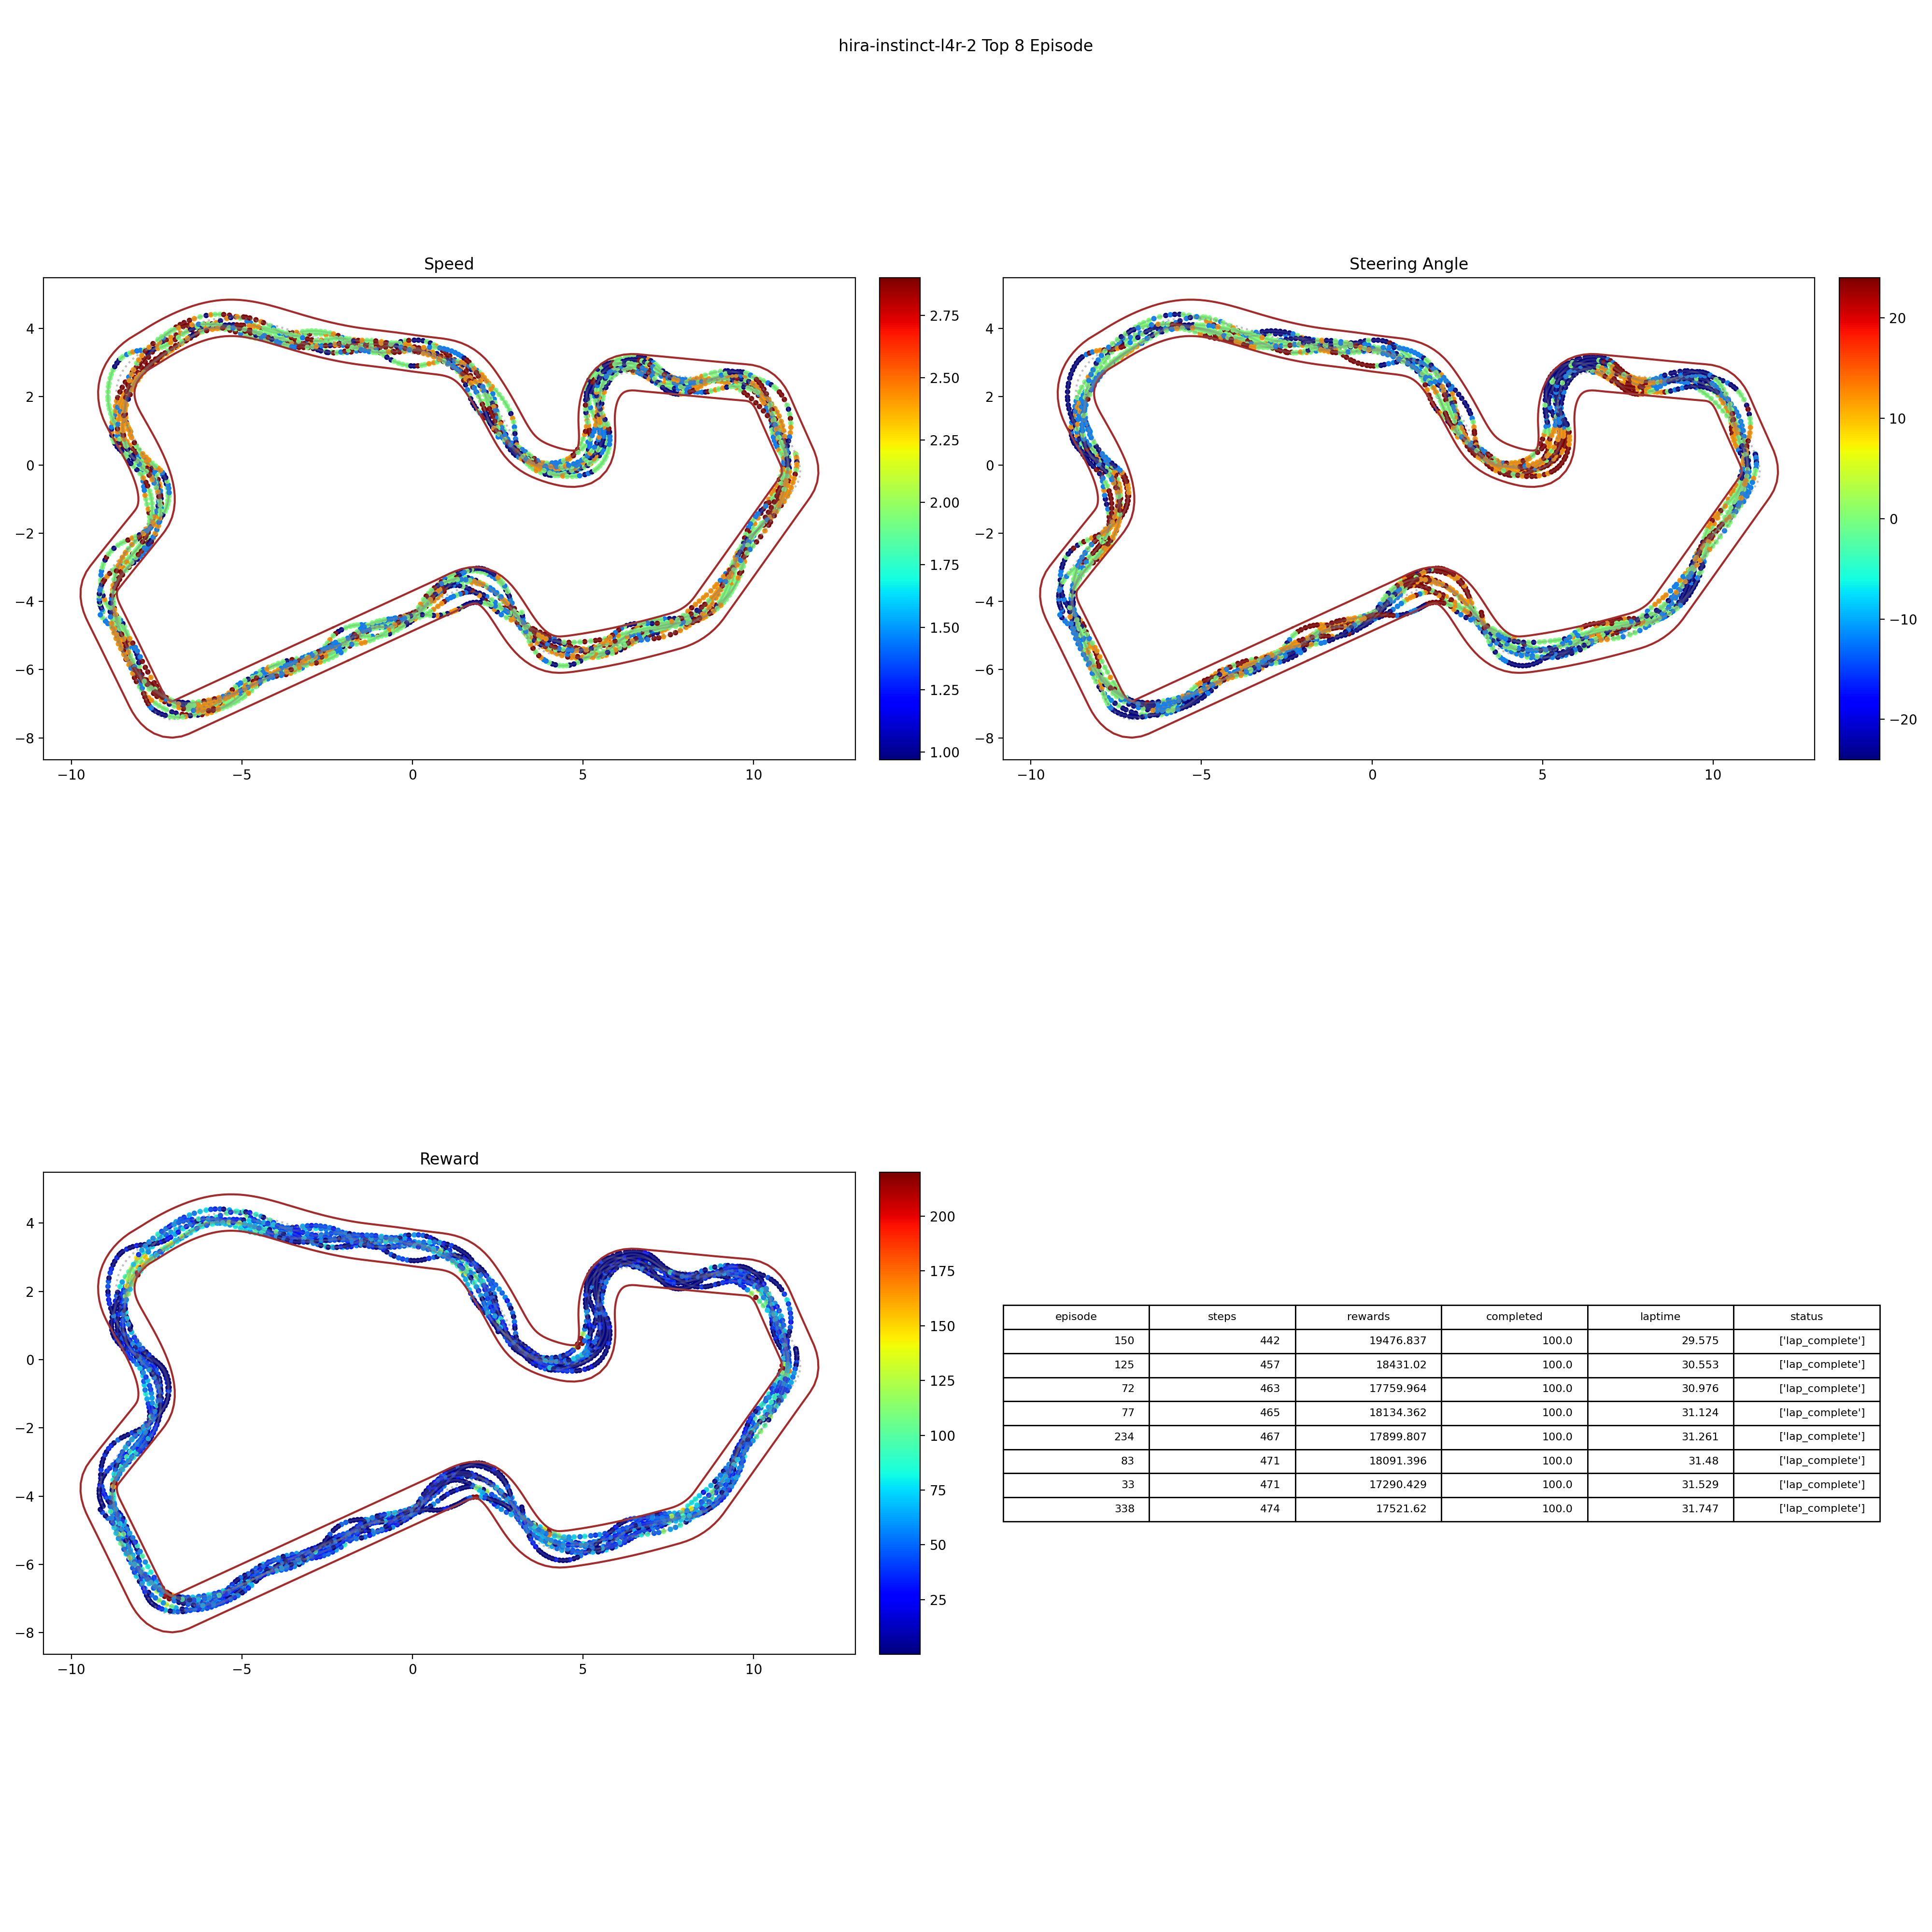 hira-instinct-l4r-2 Top 8 Episode
Speed
4
2
0
−2
−4
−6
−8
−10 −5 0 5 10
2.75
2.50
2.25
2.00
1.75
1.50
1.25
1.00
Steering Angle
4
2
0
−2
−4
−6
−8
−10 −5 0 5 10
20
10
0
−10
−20
Reward
4
2
0
−2
−4
−6
−8
−10 −5 0 5 10
200
175
150
125
100
75
50
25
episode steps rewards completed laptime status
150 442 19476.837 100.0 29.575 ['lap_complete']
125 457 18431.02 100.0 30.553 ['lap_complete']
72 463 17759.964 100.0 30.976 ['lap_complete']
77 465 18134.362 100.0 31.124 ['lap_complete']
234 467 17899.807 100.0 31.261 ['lap_complete']
83 471 18091.396 100.0 31.48 ['lap_complete']
33 471 17290.429 100.0 31.529 ['lap_complete']
338 474 17521.62 100.0 31.747 ['lap_complete']